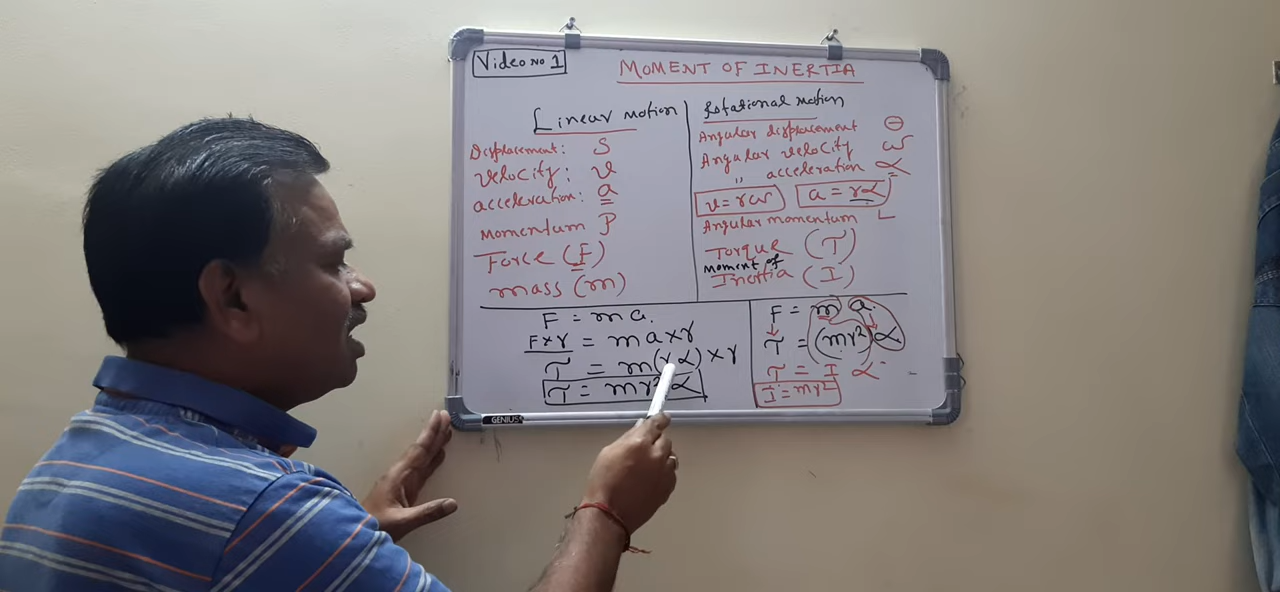 Video No 1
MOMENT OF INERTIA
Linear motion
Displacement: S
Velocity: v
acceleration: a
Momentum P
Force (F)
mass (m)
Rotational motion
Angular displacement θ
Angular velocity ω
,, acceleration α
v = rω a = rα
Angular momentum L
Torque (τ)
moment of
Inertia (I)
F = ma.
F×r = ma×r
τ = m(rα)×r
τ = mr²α
F = m a.
τ = (mr²) α
τ = I α
I = mr²
GENIUS